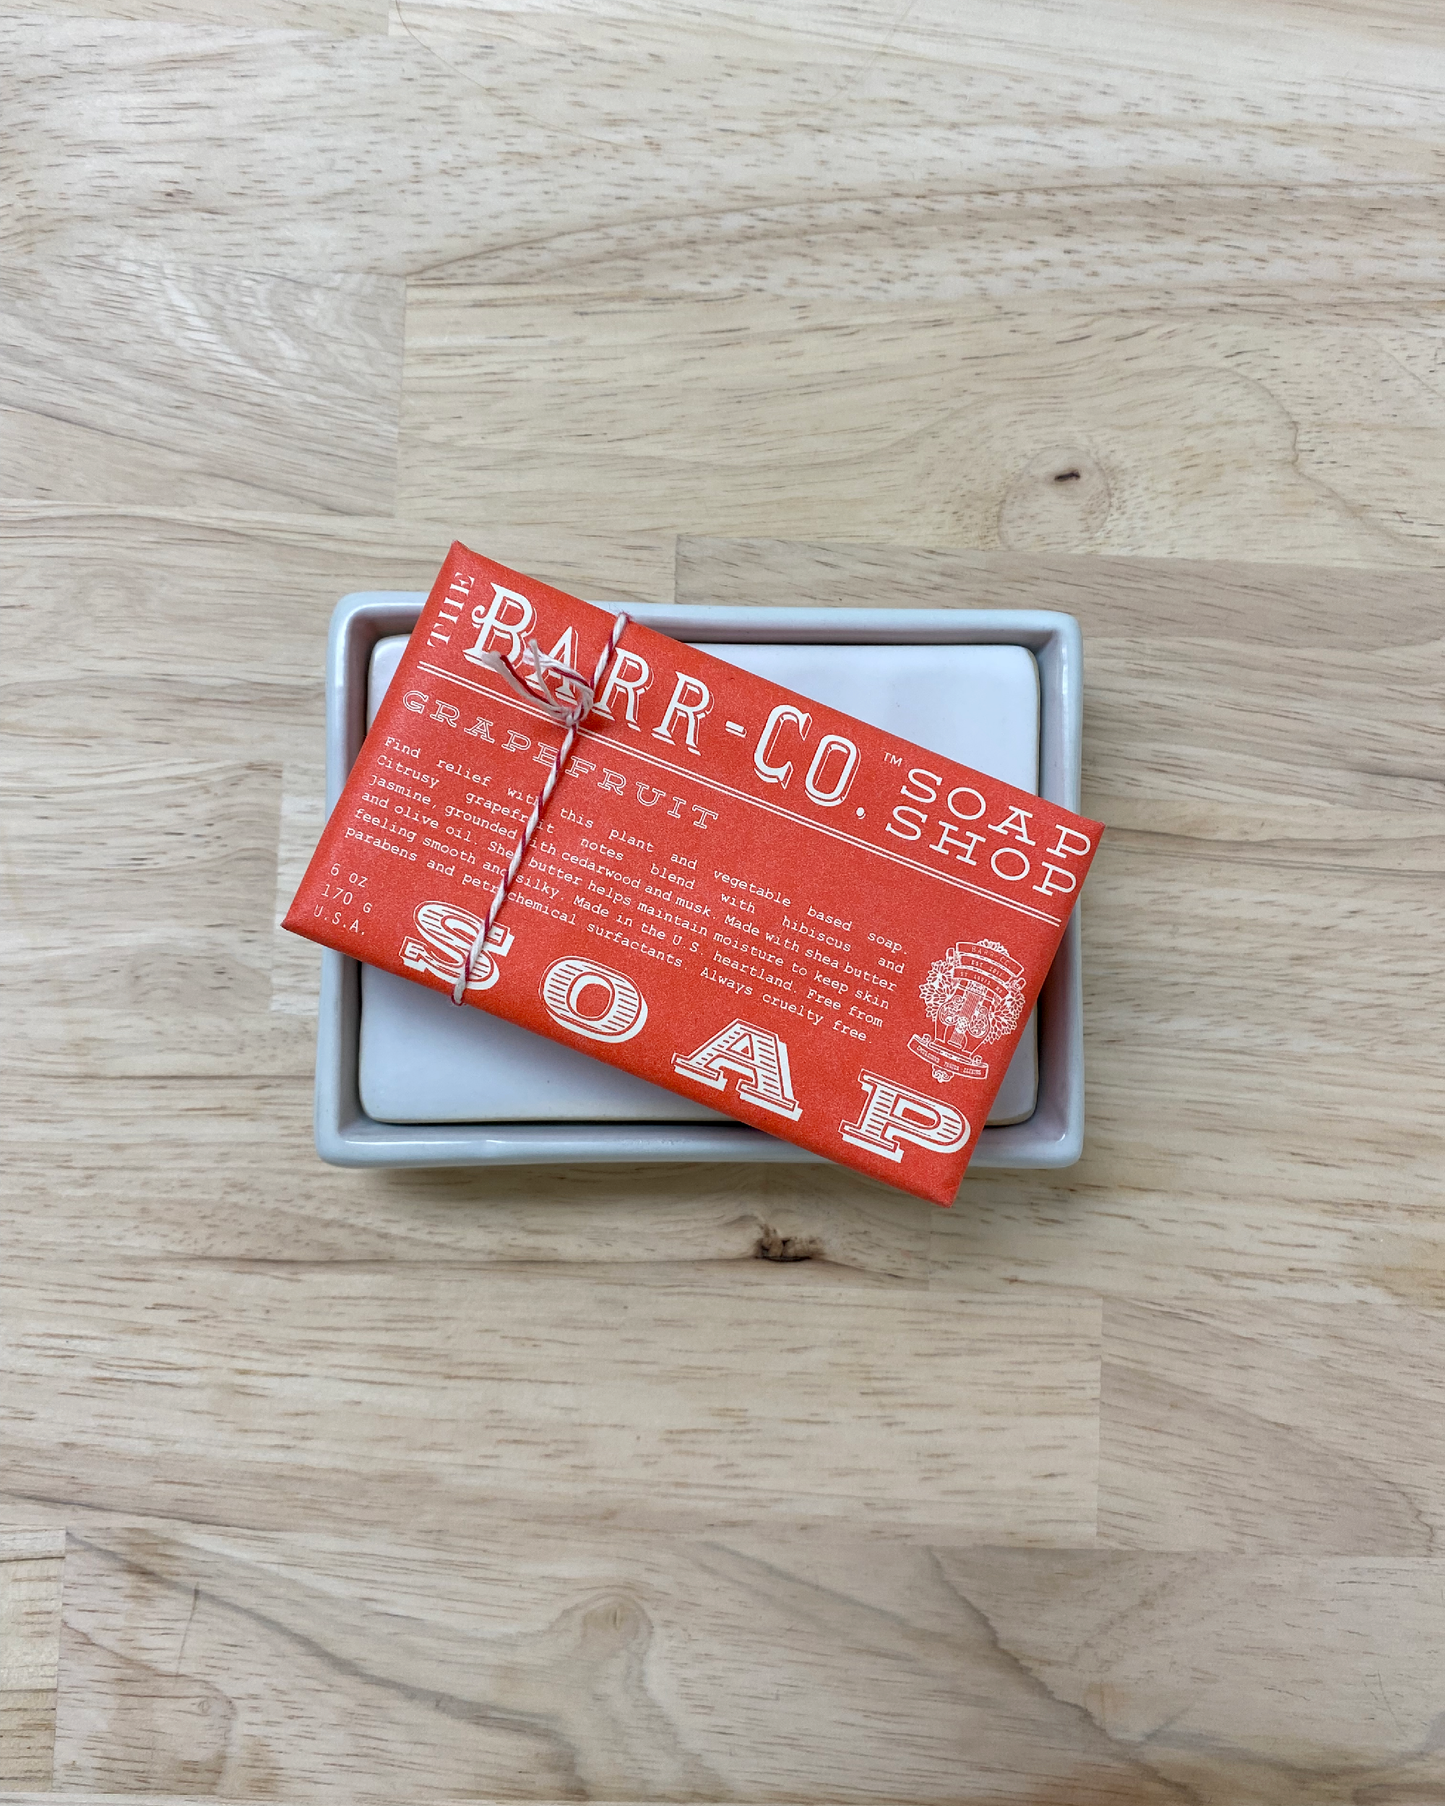 THE
BARR-CO.™
SOAP
SHOP
GRAPEFRUIT
Find relief with this plant and vegetable based soap.
Citrusy grapefruit notes blend with hibiscus and
jasmine, grounded with cedarwood and musk. Made with shea butter
and olive oil. Shea butter helps maintain moisture to keep skin
feeling smooth and silky. Made in the U.S. heartland. Free from
parabens and petrochemical surfactants. Always cruelty free.
6 OZ
170 G
U.S.A.
SOAP
BARR-CO.